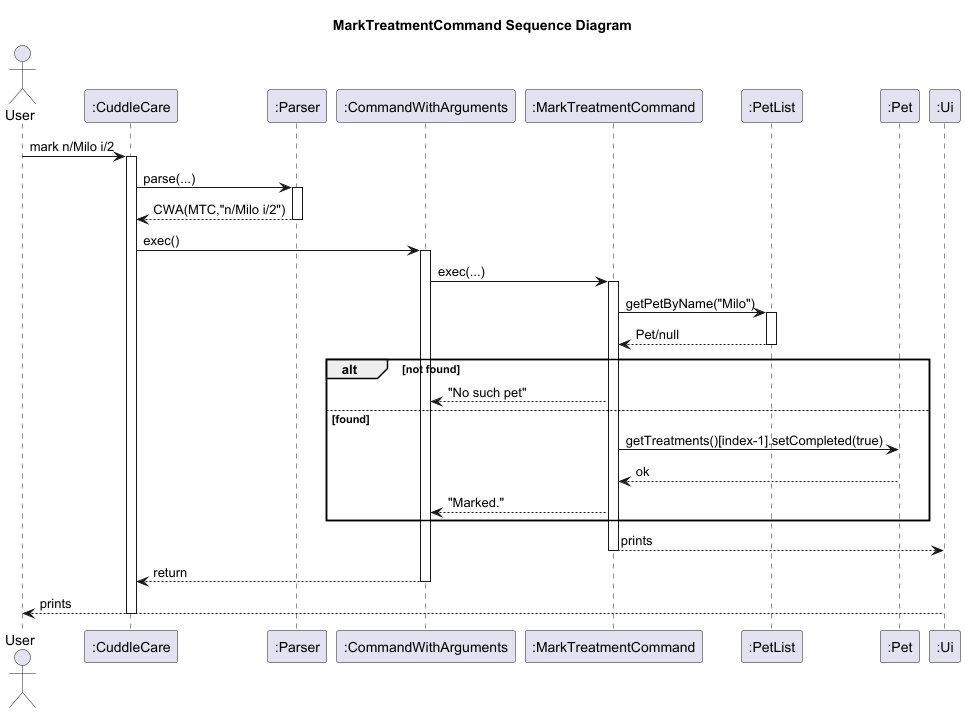 MarkTreatmentCommand Sequence Diagram
User
:CuddleCare
:Parser
:CommandWithArguments
:MarkTreatmentCommand
:PetList
:Pet
:Ui
mark n/Milo i/2
parse(...)
CWA(MTC,"n/Milo i/2")
exec()
exec(...)
getPetByName("Milo")
Pet/null
alt
[not found]
"No such pet"
[found]
getTreatments()[index-1].setCompleted(true)
ok
"Marked."
prints
return
prints
User
:CuddleCare
:Parser
:CommandWithArguments
:MarkTreatmentCommand
:PetList
:Pet
:Ui